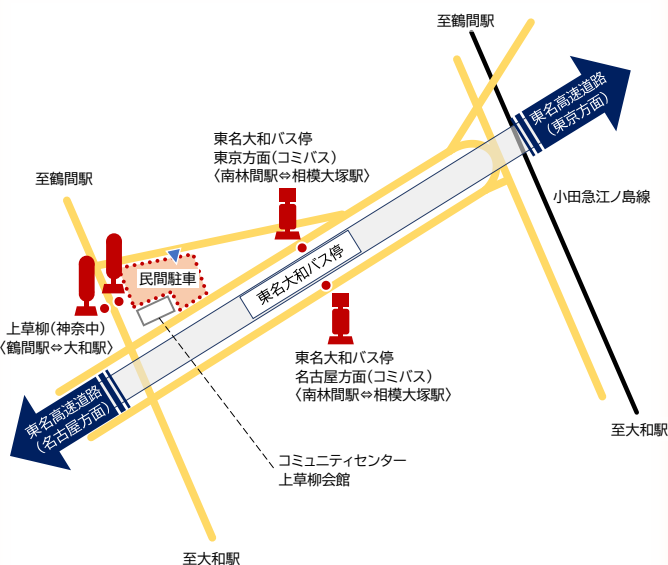 至鶴間駅
東名高速道路
(東京方面)
東名大和バス停
東京方面(コミバス)
〈南林間駅⇔相模大塚駅〉
至鶴間駅
小田急江ノ島線
東名大和バス停
民間駐車
上草柳(神奈中)
〈鶴間駅⇔大和駅〉
東名大和バス停
名古屋方面(コミバス)
〈南林間駅⇔相模大塚駅〉
東名高速道路
(名古屋方面)
至大和駅
コミュニティセンター
上草柳会館
至大和駅